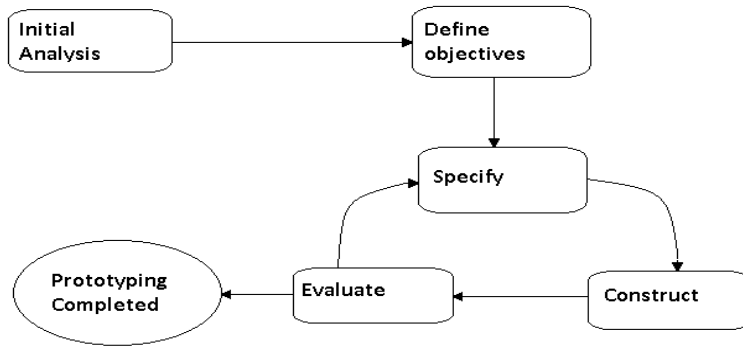 Initial
Analysis
Define
objectives
Specify
Prototyping
Completed
Evaluate
Construct